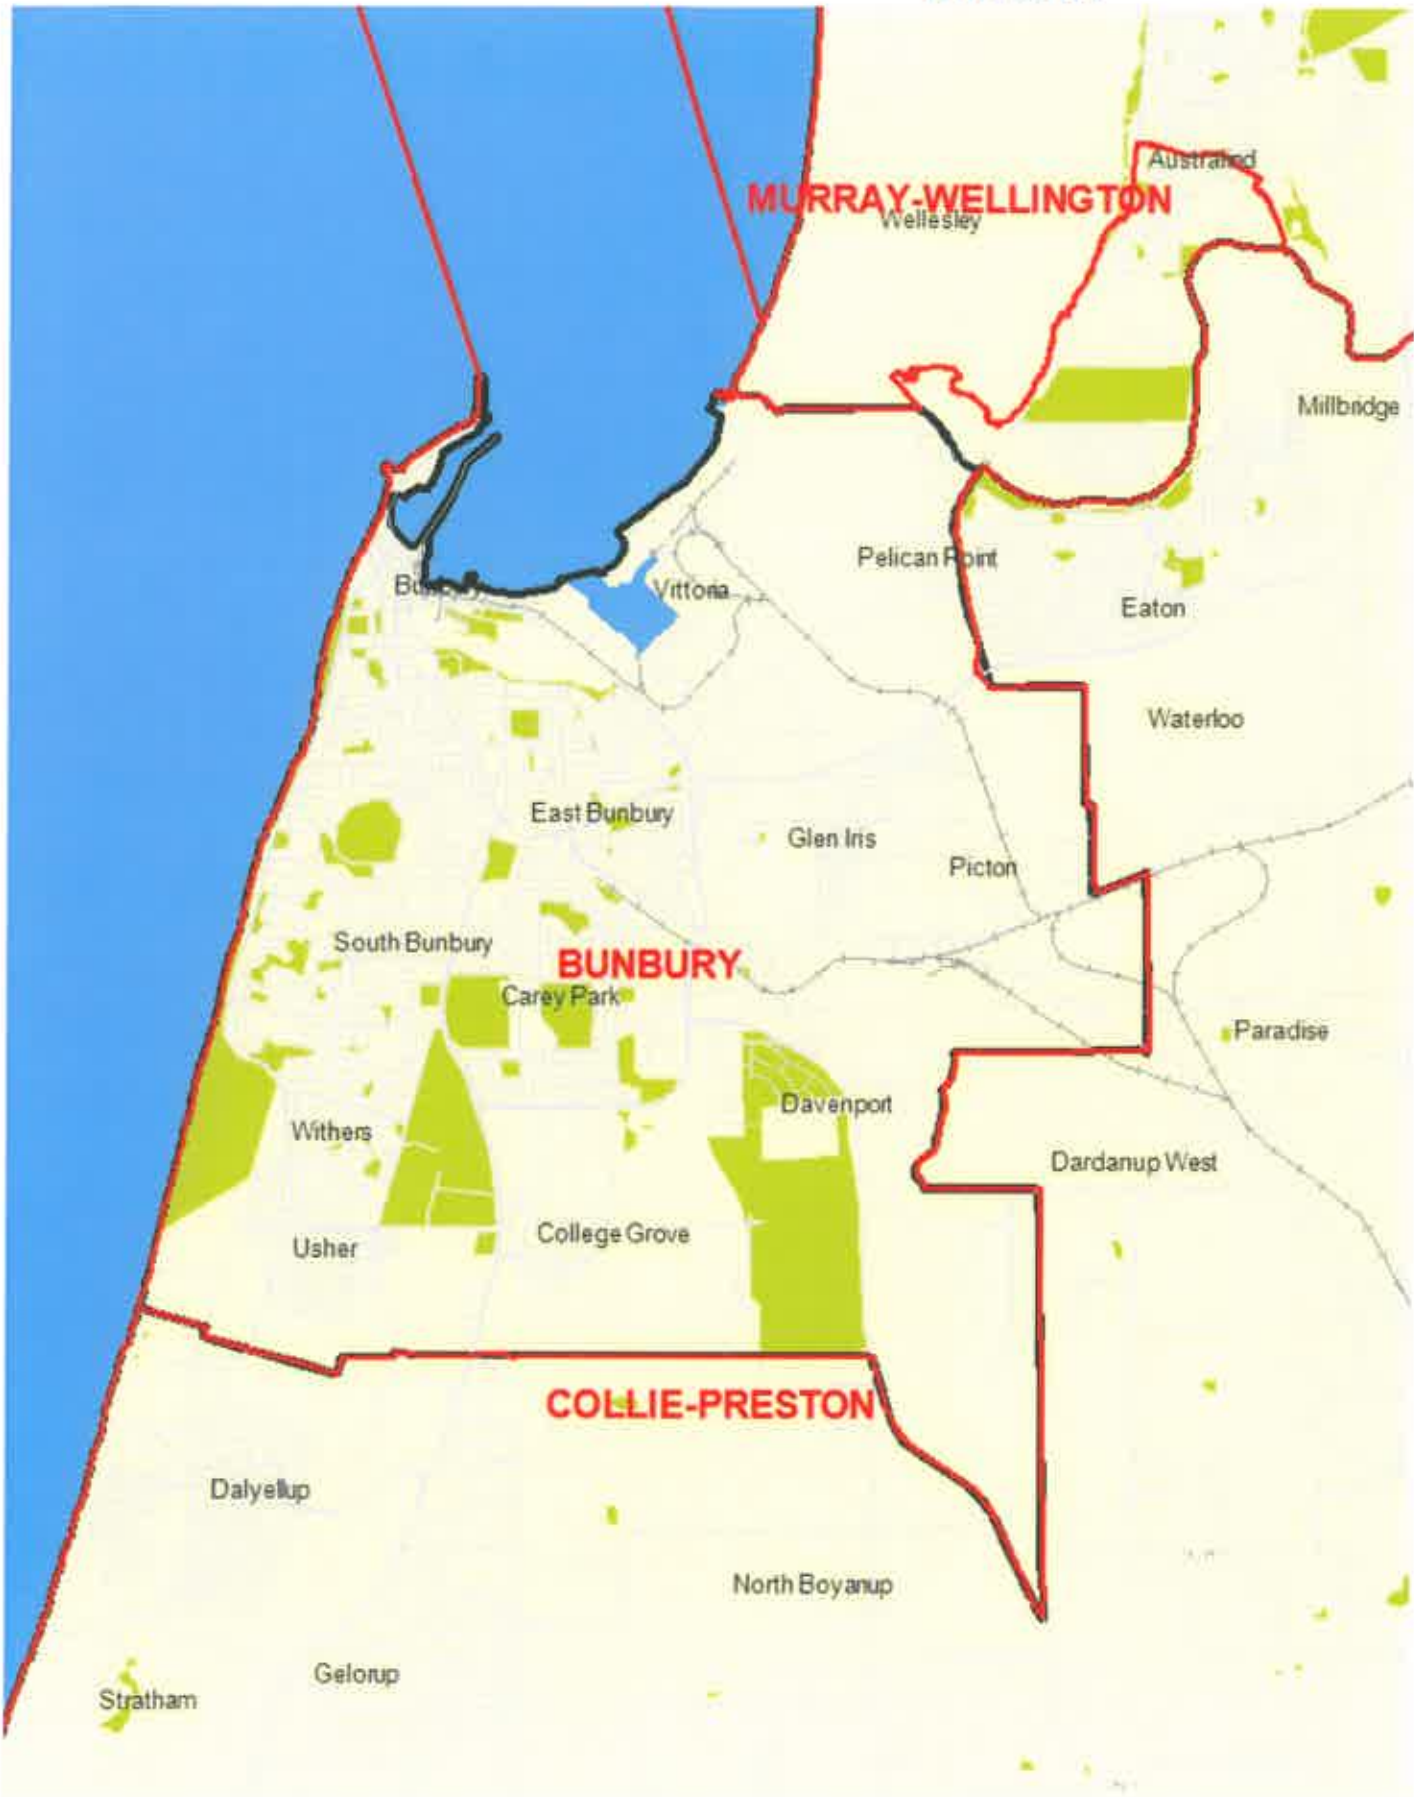 Australind
MURRAY-WELLINGTON
Wellesley
Millbridge
Pelican Point
Bunbury
Vittoria
Eaton
Waterloo
East Bunbury
Glen Iris
Picton
South Bunbury
BUNBURY
Carey Park
Paradise
Davenport
Withers
Dardanup West
Usher
College Grove
COLLIE-PRESTON
Dalyellup
North Boyanup
Gelorup
Stratham